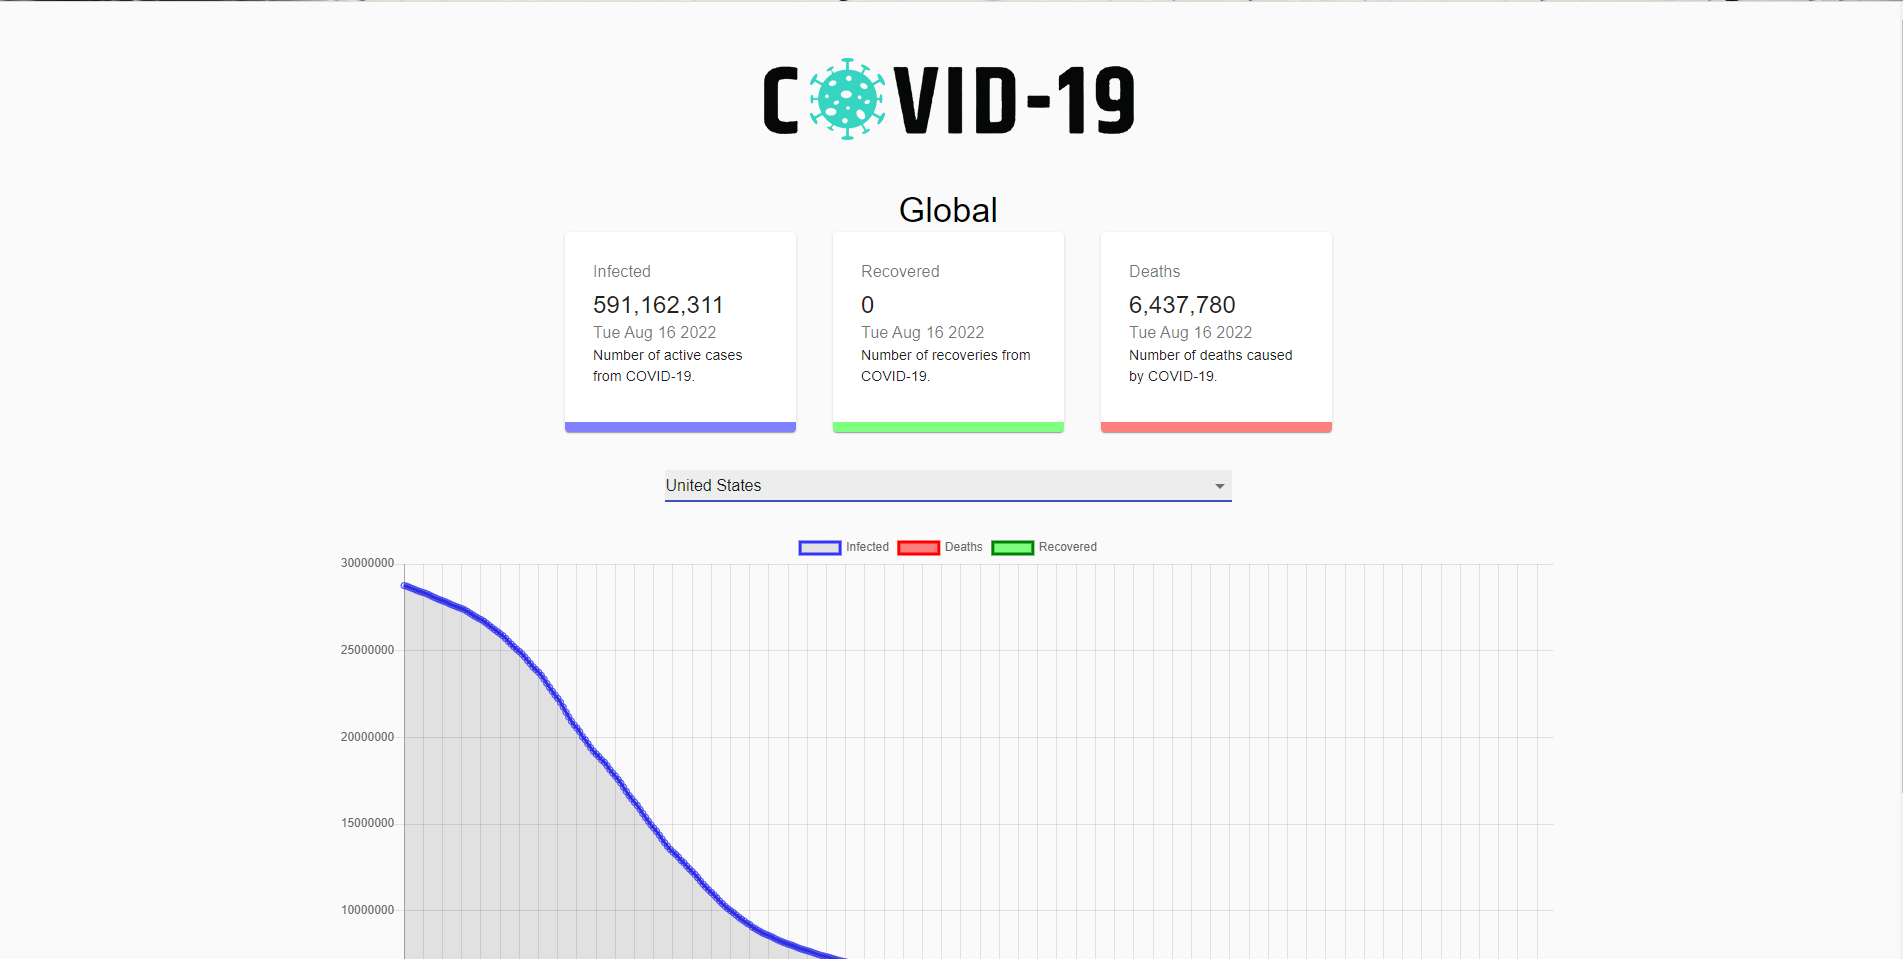 COVID-19
Global
Infected
591,162,311
Tue Aug 16 2022
Number of active cases
from COVID-19.
Recovered
0
Tue Aug 16 2022
Number of recoveries from
COVID-19.
Deaths
6,437,780
Tue Aug 16 2022
Number of deaths caused
by COVID-19.
United States
Infected Deaths Recovered
30000000
25000000
20000000
15000000
10000000